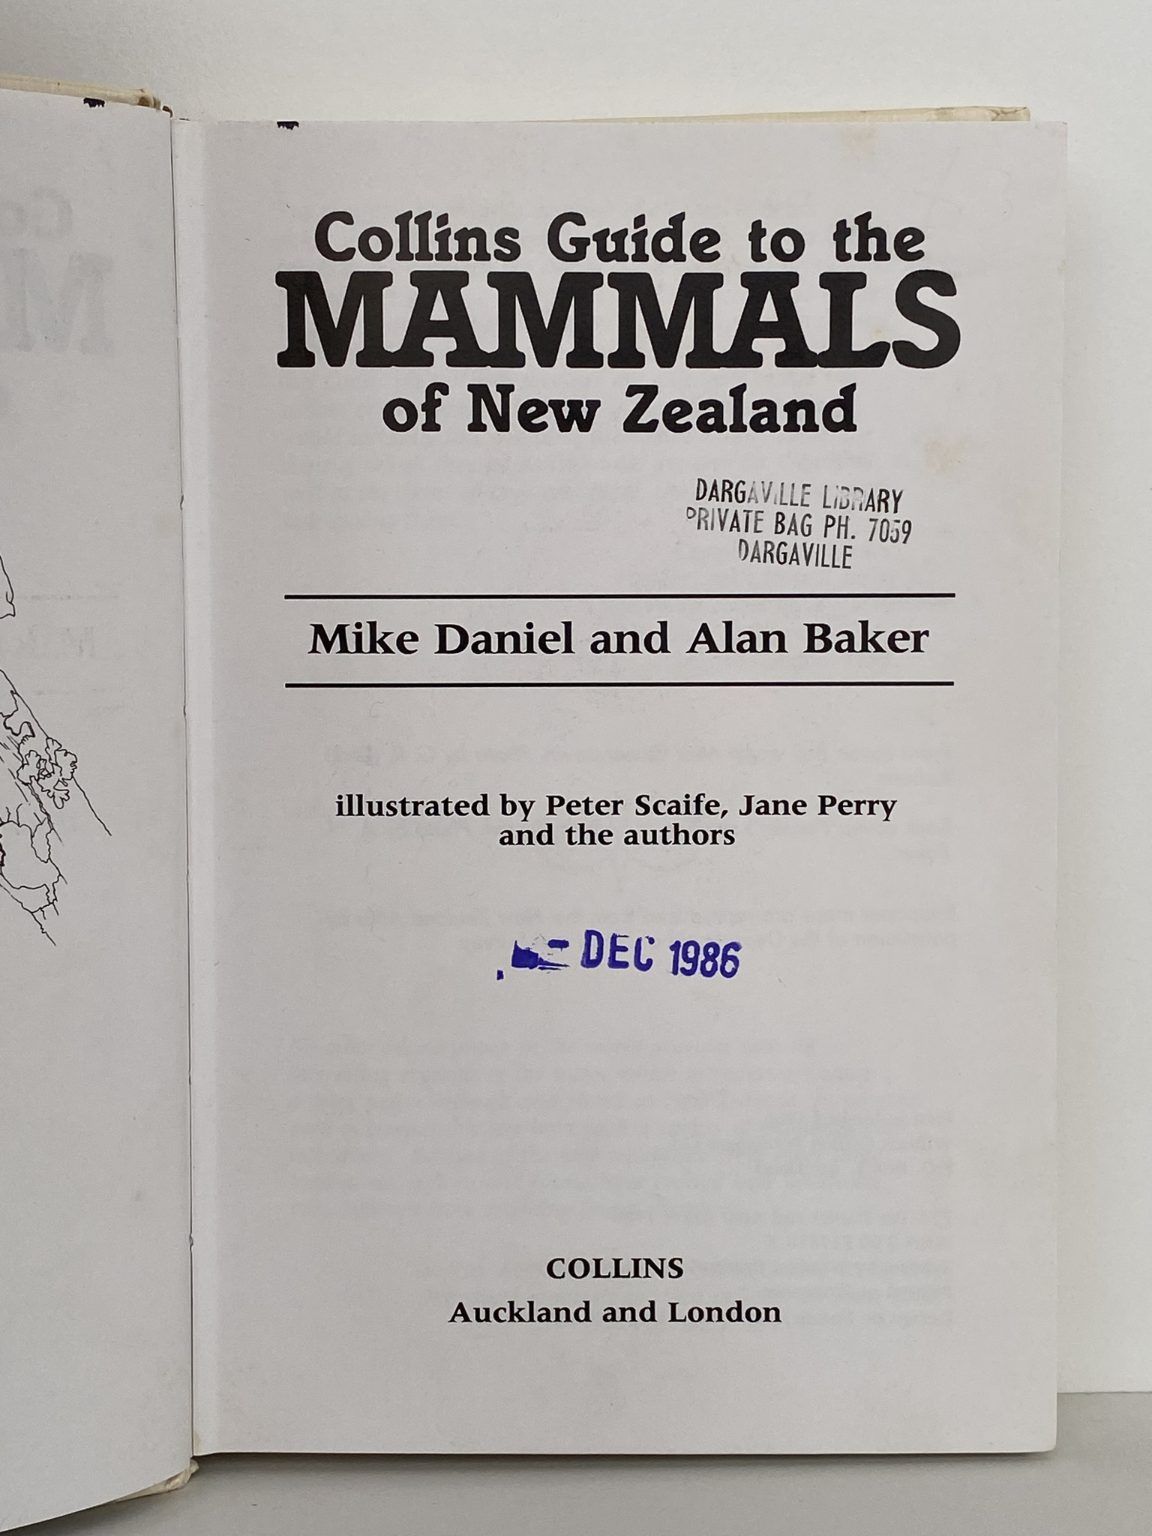 Collins Guide to the
MAMMALS
of New Zealand
DARGAVILLE LIBRARY
PRIVATE BAG PH. 7059
DARGAVILLE
Mike Daniel and Alan Baker
illustrated by Peter Scaife, Jane Perry
and the authors
DEC 1986
COLLINS
Auckland and London